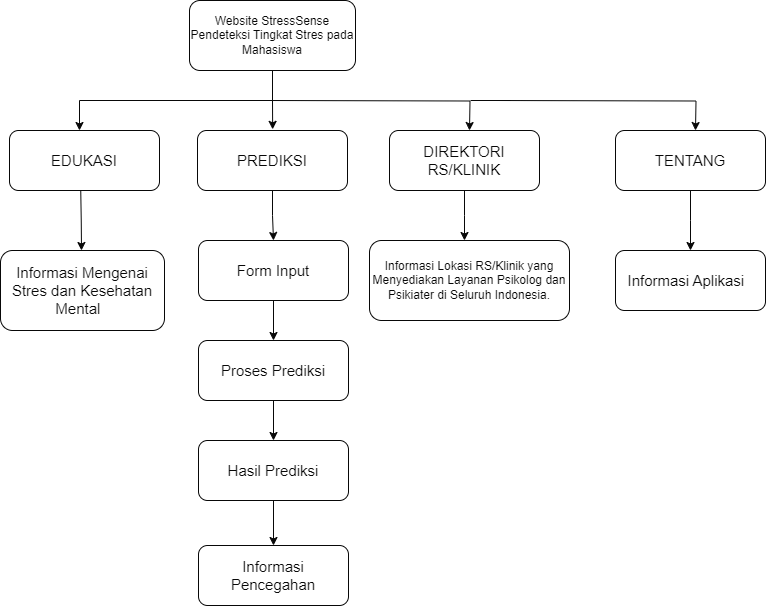 Website StressSense
Pendeteksi Tingkat Stres pada
Mahasiswa
EDUKASI
PREDIKSI
DIREKTORI
RS/KLINIK
TENTANG
Informasi Mengenai
Stres dan Kesehatan
Mental
Form Input
Informasi Lokasi RS/Klinik yang
Menyediakan Layanan Psikolog dan
Psikiater di Seluruh Indonesia.
Informasi Aplikasi
Proses Prediksi
Hasil Prediksi
Informasi
Pencegahan